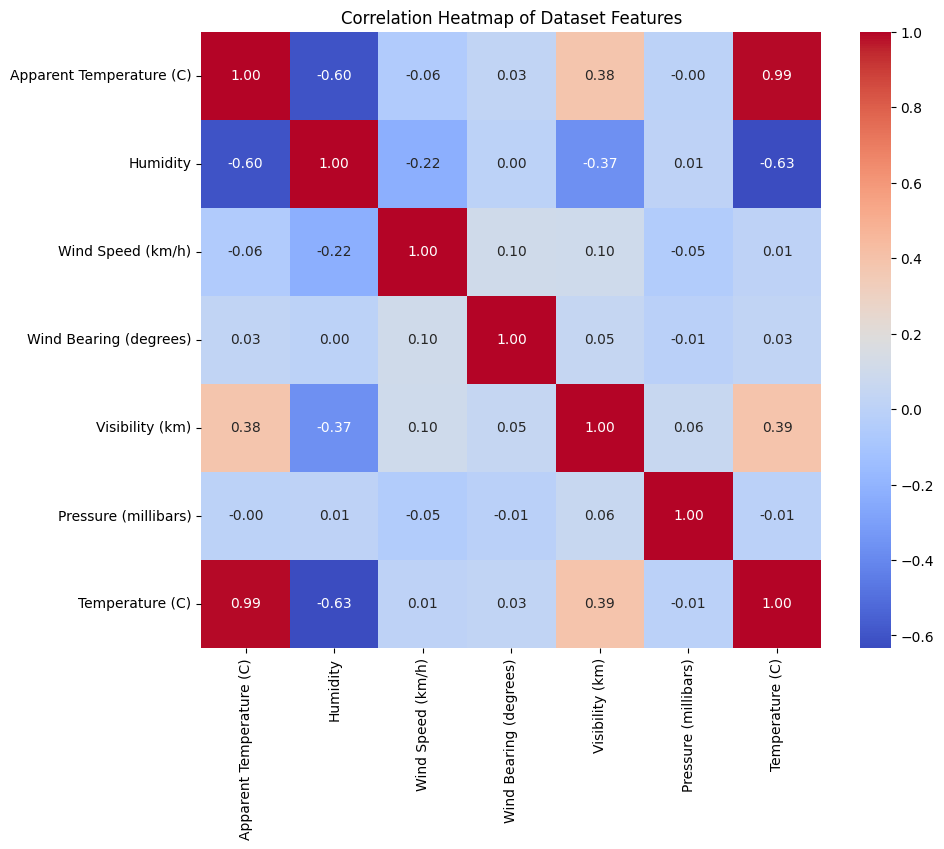 Correlation Heatmap of Dataset Features
Apparent Temperature (C) 1.00 -0.60 -0.06 0.03 0.38 -0.00 0.99
Humidity -0.60 1.00 -0.22 0.00 -0.37 0.01 -0.63
Wind Speed (km/h) -0.06 -0.22 1.00 0.10 0.10 -0.05 0.01
Wind Bearing (degrees) 0.03 0.00 0.10 1.00 0.05 -0.01 0.03
Visibility (km) 0.38 -0.37 0.10 0.05 1.00 0.06 0.39
Pressure (millibars) -0.00 0.01 -0.05 -0.01 0.06 1.00 -0.01
Temperature (C) 0.99 -0.63 0.01 0.03 0.39 -0.01 1.00
Apparent Temperature (C)
Humidity
Wind Speed (km/h)
Wind Bearing (degrees)
Visibility (km)
Pressure (millibars)
Temperature (C)
1.0
0.8
0.6
0.4
0.2
0.0
−0.2
−0.4
−0.6